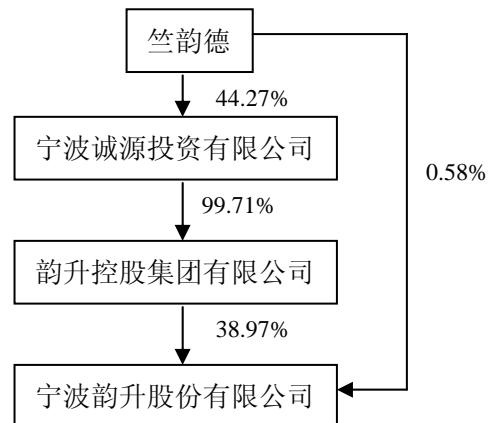 竺韵德
44.27%
宁波诚源投资有限公司
0.58%
99.71%
韵升控股集团有限公司
38.97%
宁波韵升股份有限公司